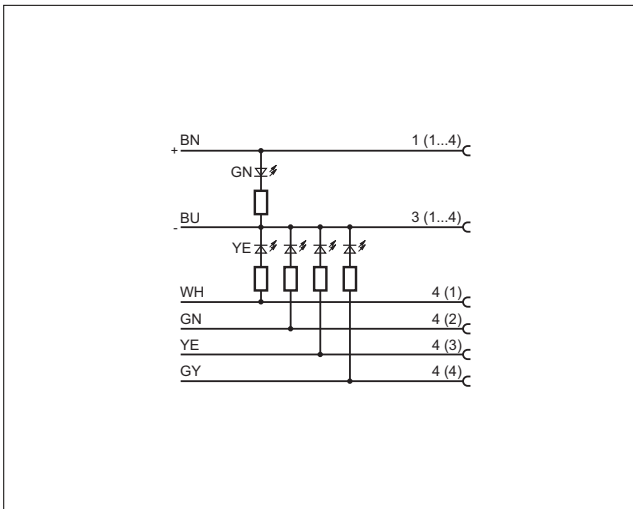 BN 1 (1...4)
+
GN
BU 3 (1...4)
-
YE
WH 4 (1)
GN 4 (2)
YE 4 (3)
GY 4 (4)